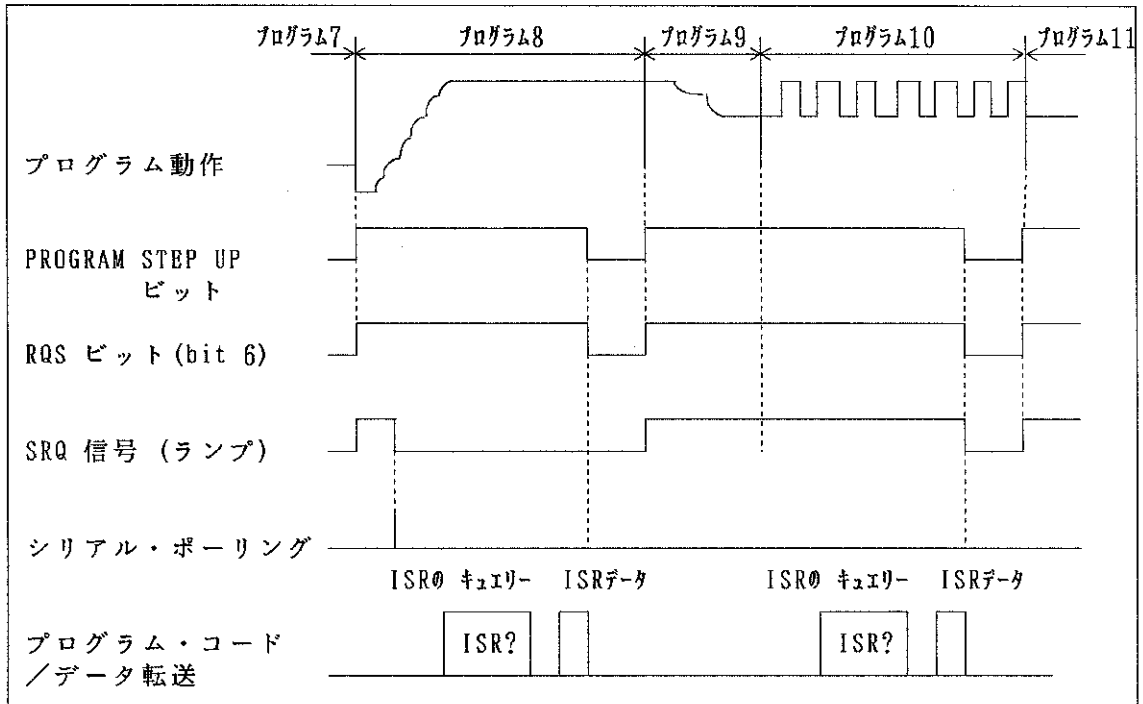 プログラム7 プログラム8 プログラム9 プログラム10 プログラム11
プログラム動作
PROGRAM STEP UP
ビット
RQS ビット(bit 6)
SRQ 信号 (ランプ)
シリアル・ポーリング
ISRの キュエリー ISRデータ ISRの キュエリー ISRデータ
プログラム・コード
／データ転送
ISR? ISR?